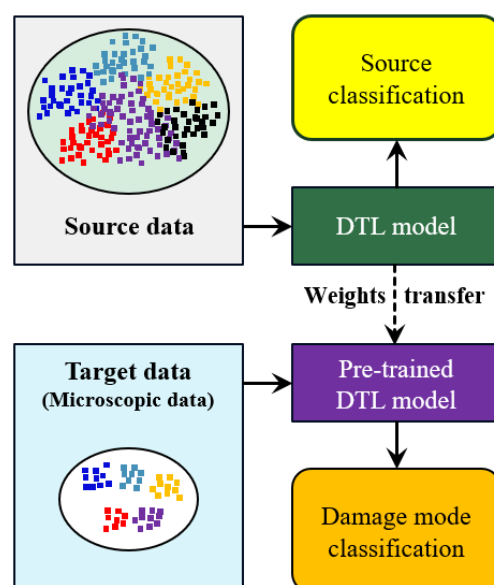 Source
classification
Source data
DTL model
Weights transfer
Target data
(Microscopic data)
Pre-trained
DTL model
Damage mode
classification